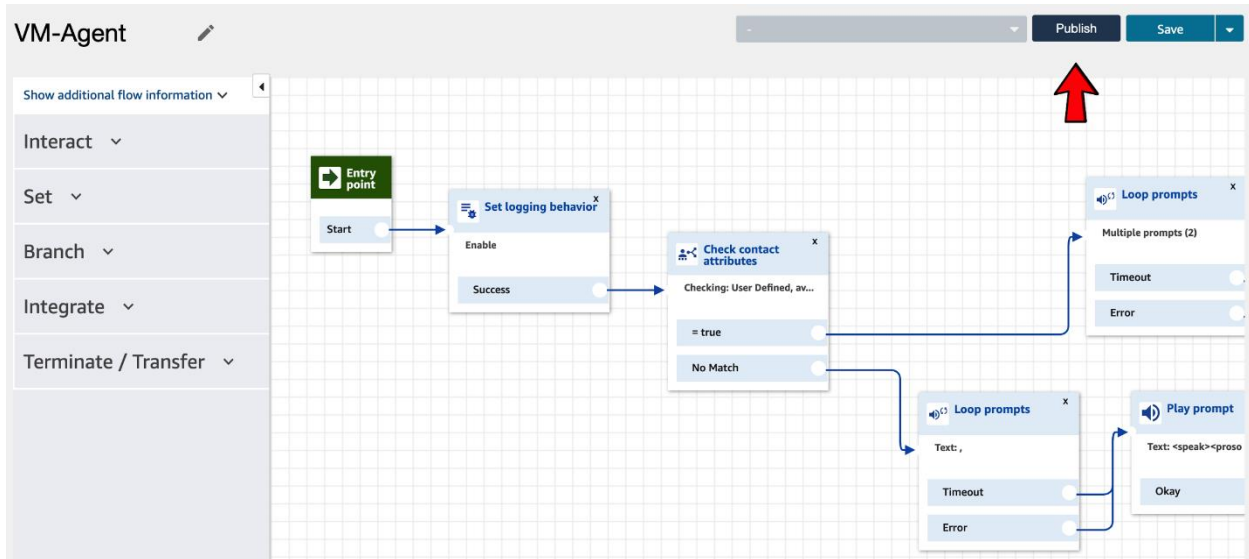 VM-Agent
-
Publish
Save
Show additional flow information
Interact
Set
Branch
Integrate
Terminate / Transfer
Entry
point
Start
x
Set logging behavior
Enable
Success
x
Check contact
attributes
Checking: User Defined, av...
= true
No Match
x
Loop prompts
Multiple prompts (2)
Timeout
Error
x
Loop prompts
Text: ,
Timeout
Error
Play prompt
Text: <speak><proso
Okay